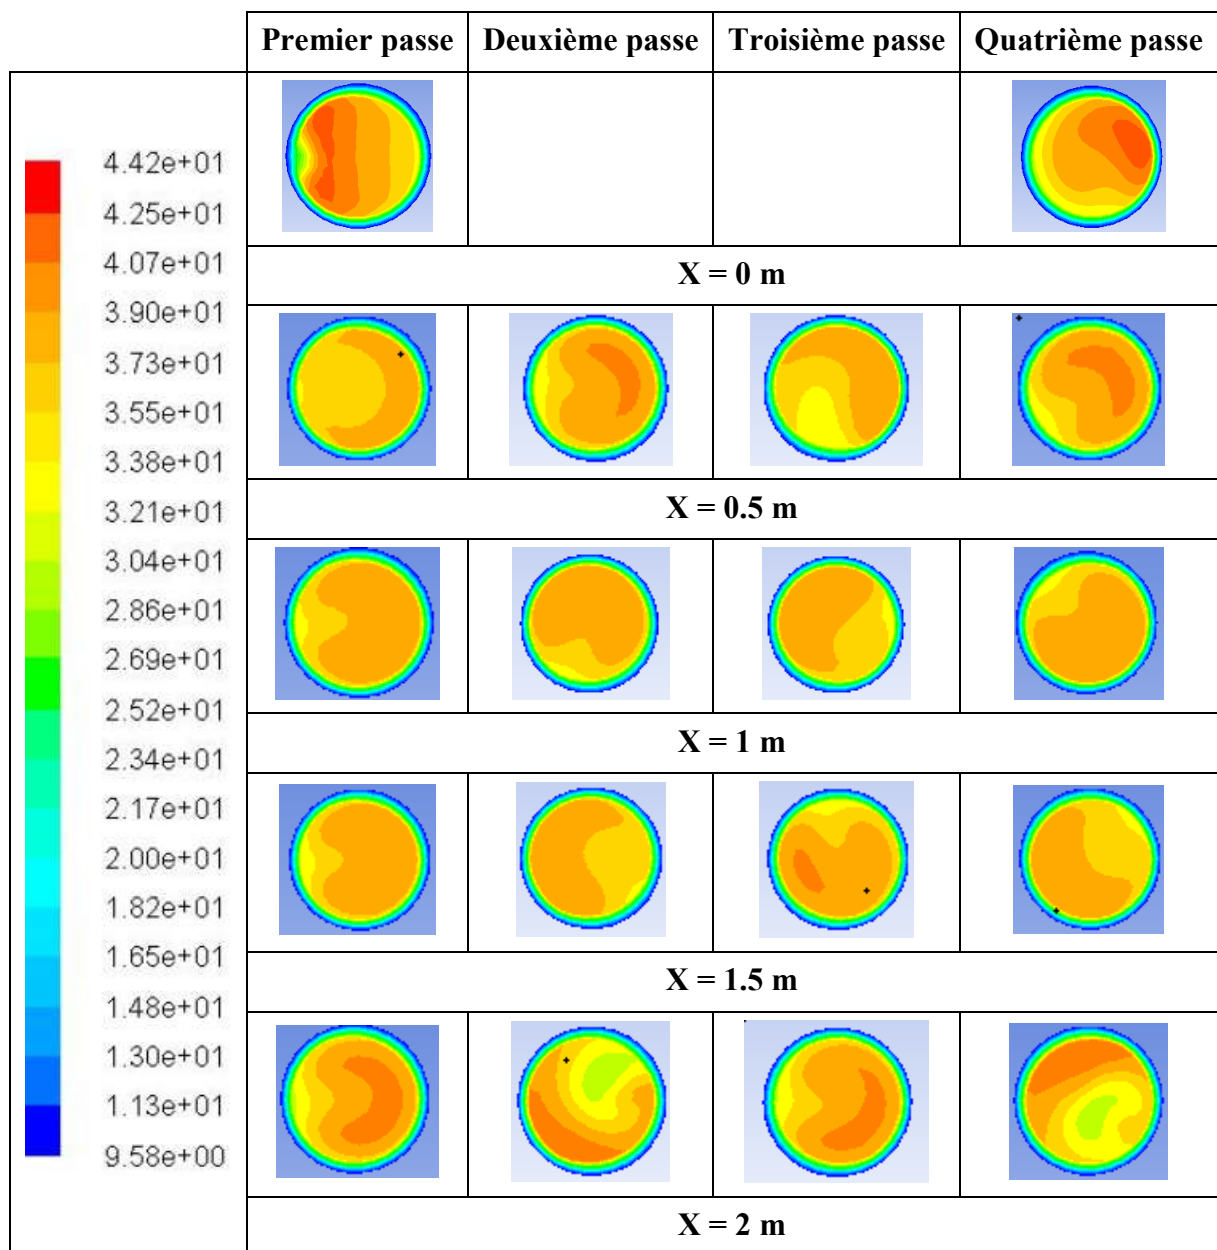 Premier passe Deuxième passe Troisième passe Quatrième passe
4.42e+01
4.25e+01
4.07e+01
3.90e+01
3.73e+01
3.55e+01
3.38e+01
3.21e+01
3.04e+01
2.86e+01
2.69e+01
2.52e+01
2.34e+01
2.17e+01
2.00e+01
1.82e+01
1.65e+01
1.48e+01
1.30e+01
1.13e+01
9.58e+00
X = 0 m
X = 0.5 m
X = 1 m
X = 1.5 m
X = 2 m